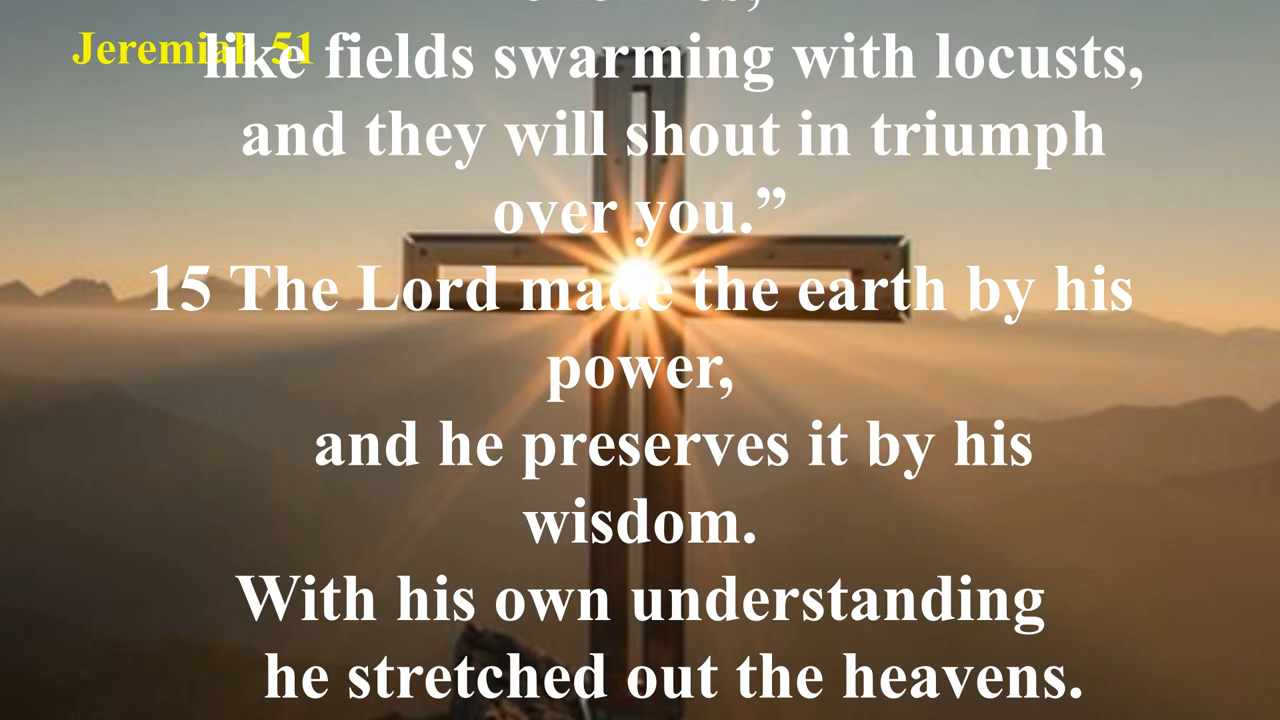 Jeremiah 51
like fields swarming with locusts,
and they will shout in triumph
over you.”
15 The Lord made the earth by his
power,
and he preserves it by his
wisdom.
With his own understanding
he stretched out the heavens.